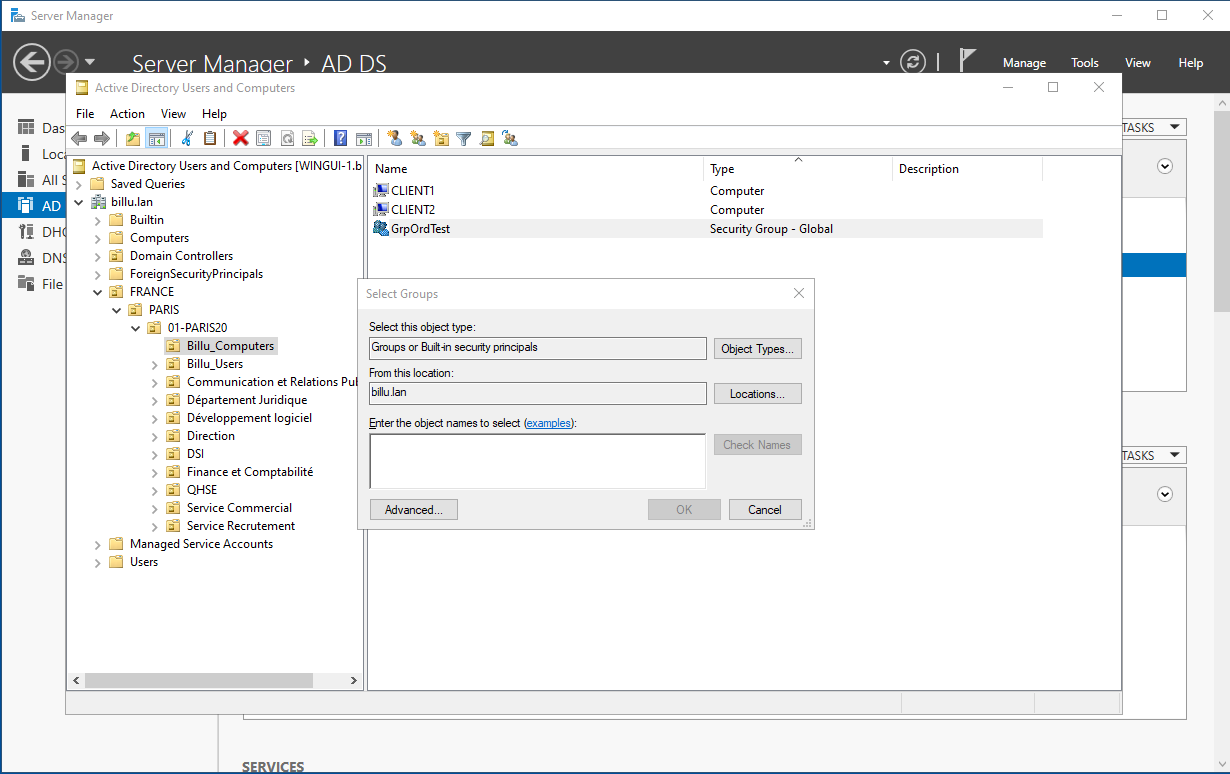 Server Manager
Server Manager ‣ AD DS
Manage Tools View Help
Active Directory Users and Computers
File Action View Help
Das
Loca
All S
AD
DHC
DNS
File
TASKS
TASKS
Active Directory Users and Computers [WINGUI-1.b
Saved Queries
billu.lan
Builtin
Computers
Domain Controllers
ForeignSecurityPrincipals
FRANCE
PARIS
01-PARIS20
Billu_Computers
Billu_Users
Communication et Relations Pub
Département Juridique
Développement logiciel
Direction
DSI
Finance et Comptabilité
QHSE
Service Commercial
Service Recrutement
Managed Service Accounts
Users
Name Type Description
CLIENT1 Computer
CLIENT2 Computer
GrpOrdTest Security Group - Global
Select Groups
Select this object type:
Groups or Built-in security principals Object Types...
From this location:
billu.lan Locations...
Enter the object names to select (examples):
Check Names
Advanced... OK Cancel
SERVICES